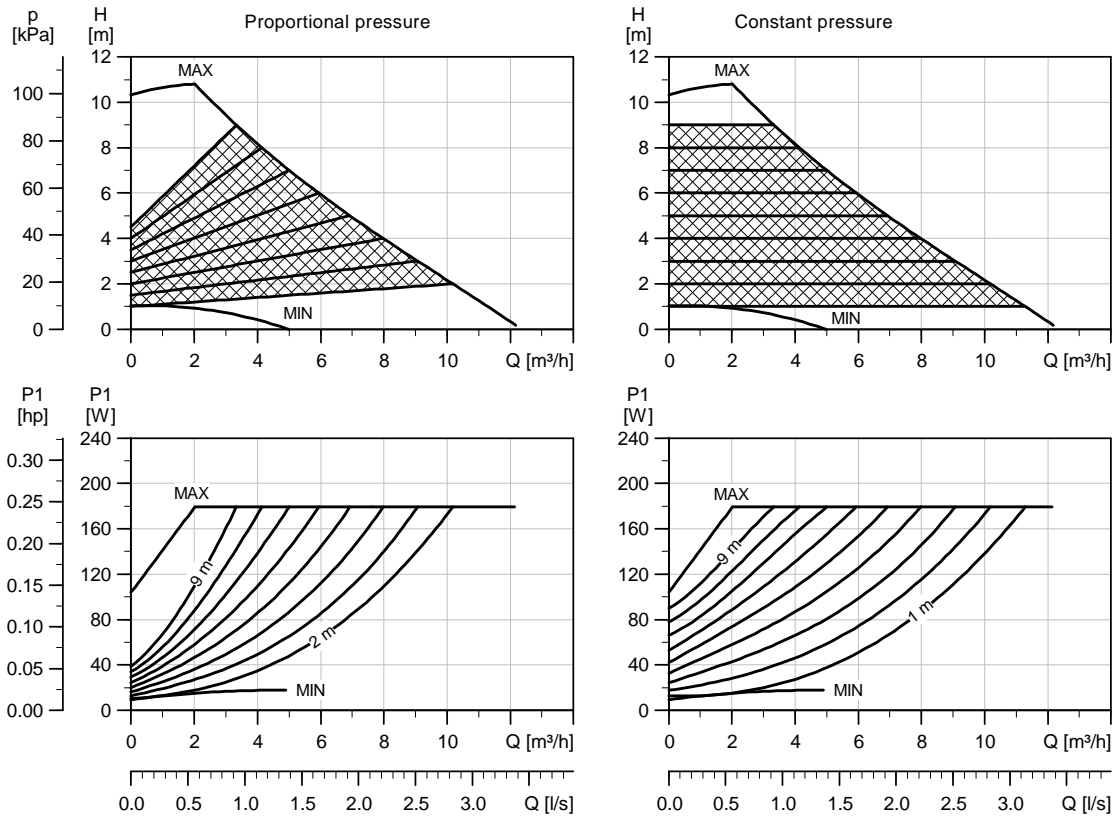 p H Proportional pressure H Constant pressure
[kPa] [m] [m]
12 12
MAX MAX
100 10 10
80 8 8
60 6 6
40 4 4
20 2 2
MIN MIN
0 0 0
0 2 4 6 8 10 Q [m³/h] 0 2 4 6 8 10 Q [m³/h]
P1 P1 P1
[hp] [W] [W]
240 240
0.30
200 200
MAX MAX
0.25
160 160
0.20
9 m 9 m
0.15 120 120
0.10 80 80
2 m 1 m
0.05 40 40
MIN MIN
0.00 0 0
0 2 4 6 8 10 Q [m³/h] 0 2 4 6 8 10 Q [m³/h]
0.0 0.5 1.0 1.5 2.0 2.5 3.0 Q [l/s] 0.0 0.5 1.0 1.5 2.0 2.5 3.0 Q [l/s]